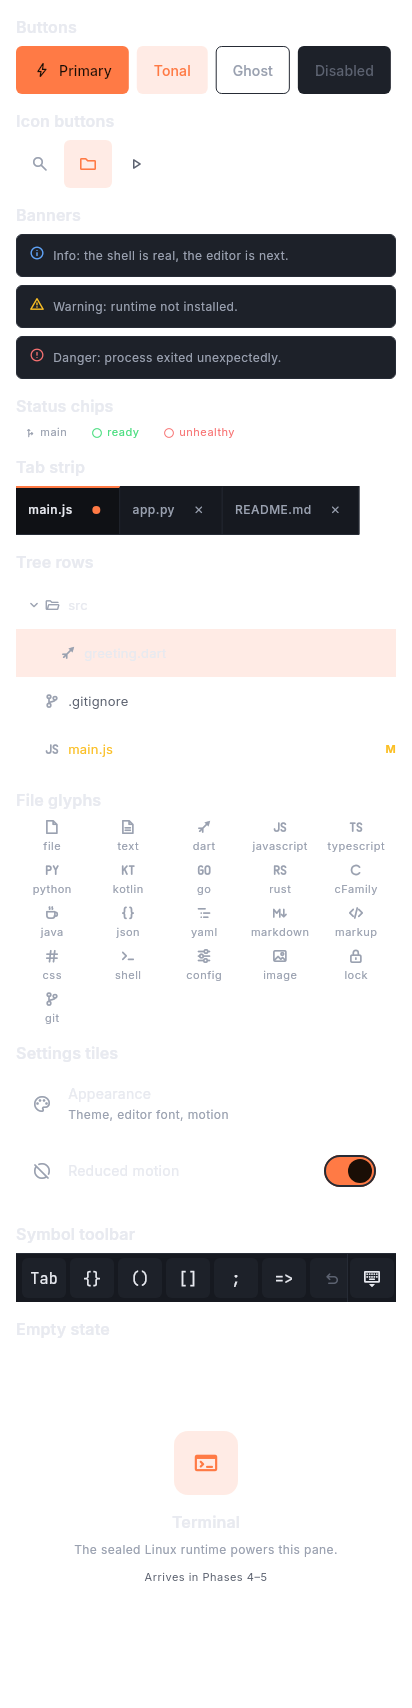 Buttons
Primary
Tonal
Ghost
Disabled
Icon buttons
Banners
Info: the shell is real, the editor is next.
Warning: runtime not installed.
Danger: process exited unexpectedly.
Status chips
main
ready
unhealthy
Tab strip
main.js
app.py
README.md
Tree rows
src
greeting.dart
.gitignore
JS main.js M
File glyphs
JS TS
file text dart javascript typescript
PY KT GO RS C
python kotlin go rust cFamily
{} M↓ </>
java json yaml markdown markup
# >_
css shell config image lock
git
Settings tiles
Appearance
Theme, editor font, motion
Reduced motion
Symbol toolbar
Tab {} () [] ; =>
Empty state
Terminal
The sealed Linux runtime powers this pane.
Arrives in Phases 4–5